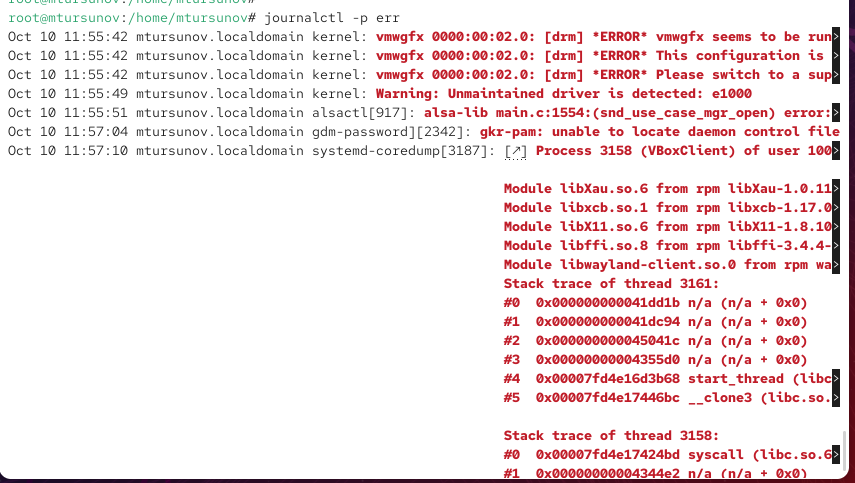 root@mtursunov:/home/mtursunov#
root@mtursunov:/home/mtursunov# journalctl -p err
Oct 10 11:55:42 mtursunov.localdomain kernel: vmwgfx 0000:00:02.0: [drm] *ERROR* vmwgfx seems to be run>
Oct 10 11:55:42 mtursunov.localdomain kernel: vmwgfx 0000:00:02.0: [drm] *ERROR* This configuration is >
Oct 10 11:55:42 mtursunov.localdomain kernel: vmwgfx 0000:00:02.0: [drm] *ERROR* Please switch to a sup>
Oct 10 11:55:49 mtursunov.localdomain kernel: Warning: Unmaintained driver is detected: e1000
Oct 10 11:55:51 mtursunov.localdomain alsactl[917]: alsa-lib main.c:1554:(snd_use_case_mgr_open) error:>
Oct 10 11:57:04 mtursunov.localdomain gdm-password][2342]: gkr-pam: unable to locate daemon control file
Oct 10 11:57:10 mtursunov.localdomain systemd-coredump[3187]: [↗] Process 3158 (VBoxClient) of user 100>
Module libXau.so.6 from rpm libXau-1.0.11>
Module libxcb.so.1 from rpm libxcb-1.17.0>
Module libX11.so.6 from rpm libX11-1.8.10>
Module libffi.so.8 from rpm libffi-3.4.4->
Module libwayland-client.so.0 from rpm wa>
Stack trace of thread 3161:
#0  0x000000000041dd1b n/a (n/a + 0x0)
#1  0x000000000041dc94 n/a (n/a + 0x0)
#2  0x000000000045041c n/a (n/a + 0x0)
#3  0x00000000004355d0 n/a (n/a + 0x0)
#4  0x00007fd4e16d3b68 start_thread (libc>
#5  0x00007fd4e17446bc __clone3 (libc.so.>
Stack trace of thread 3158:
#0  0x00007fd4e17424bd syscall (libc.so.6>
#1  0x00000000004344e2 n/a (n/a + 0x0)